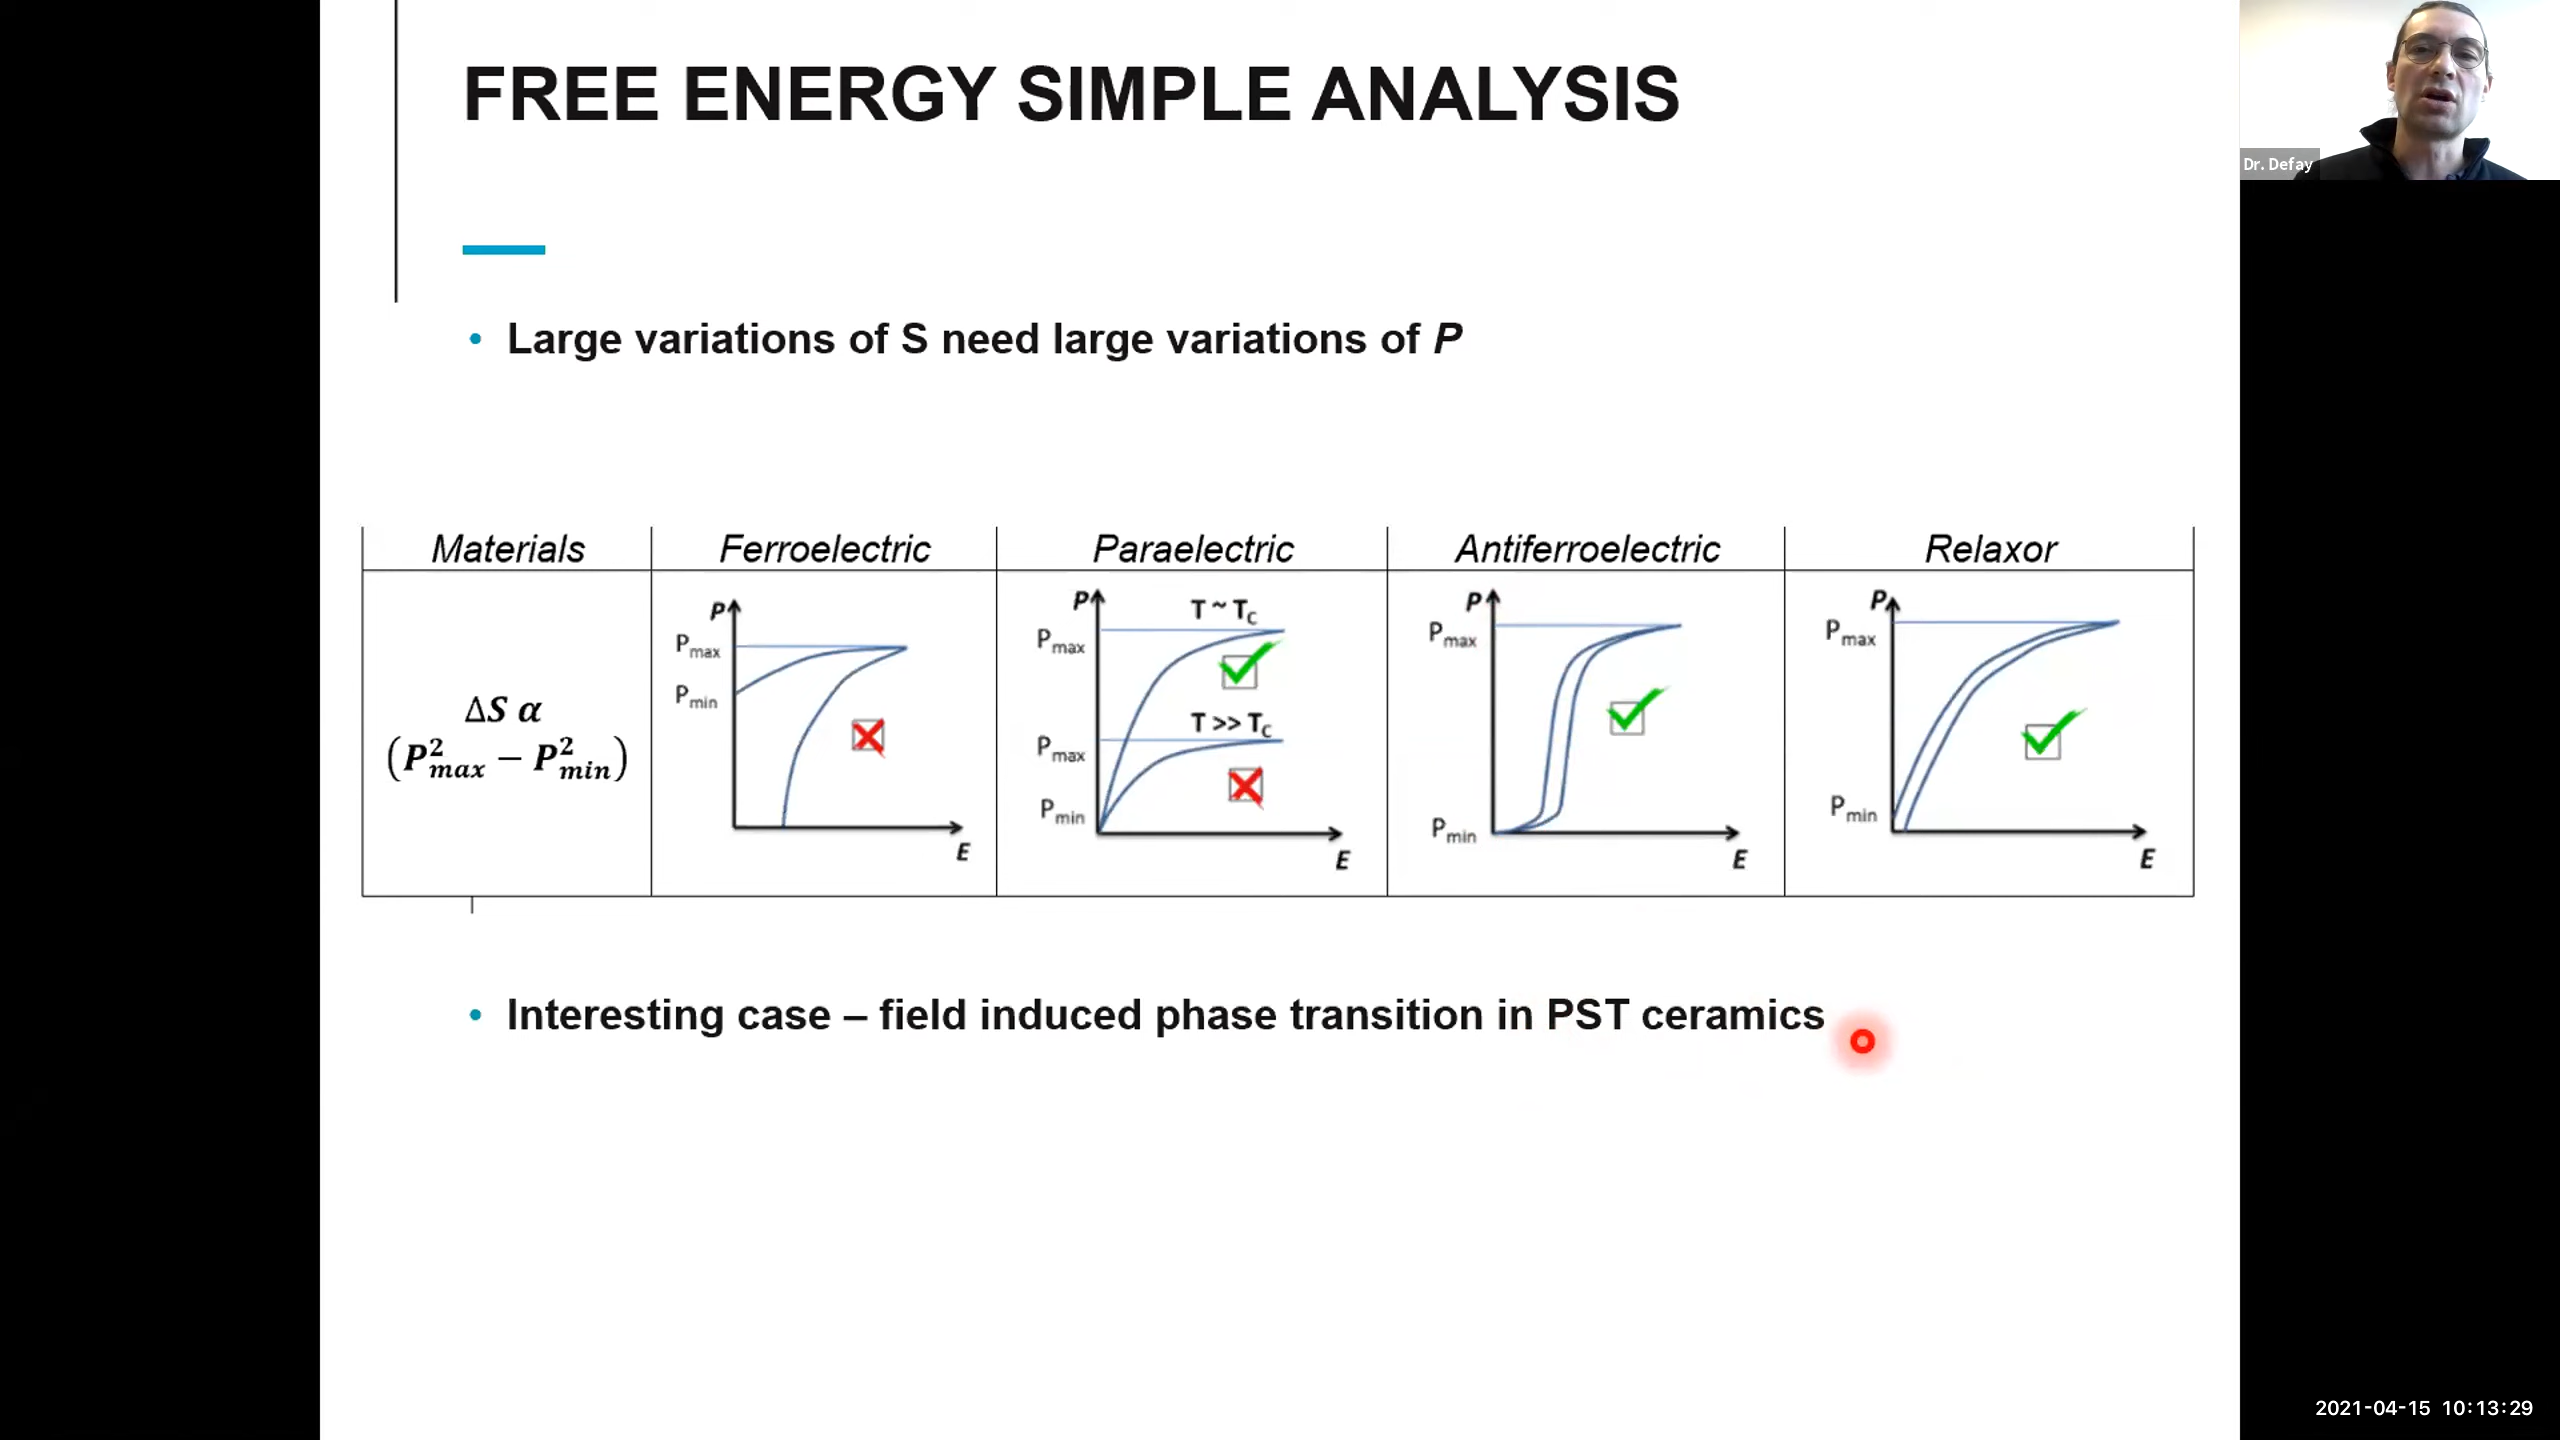 FREE ENERGY SIMPLE ANALYSIS
Dr. Defay
• Large variations of S need large variations of P
Materials
Ferroelectric
Paraelectric
Antiferroelectric
Relaxor
ΔS α
(P²max − P²min)
P
Pmax
Pmin
E
P
T ~ TC
Pmax
T >> TC
Pmax
Pmin
E
P
Pmax
Pmin
E
P
Pmax
Pmin
E
• Interesting case – field induced phase transition in PST ceramics
2021-04-15 10:13:29